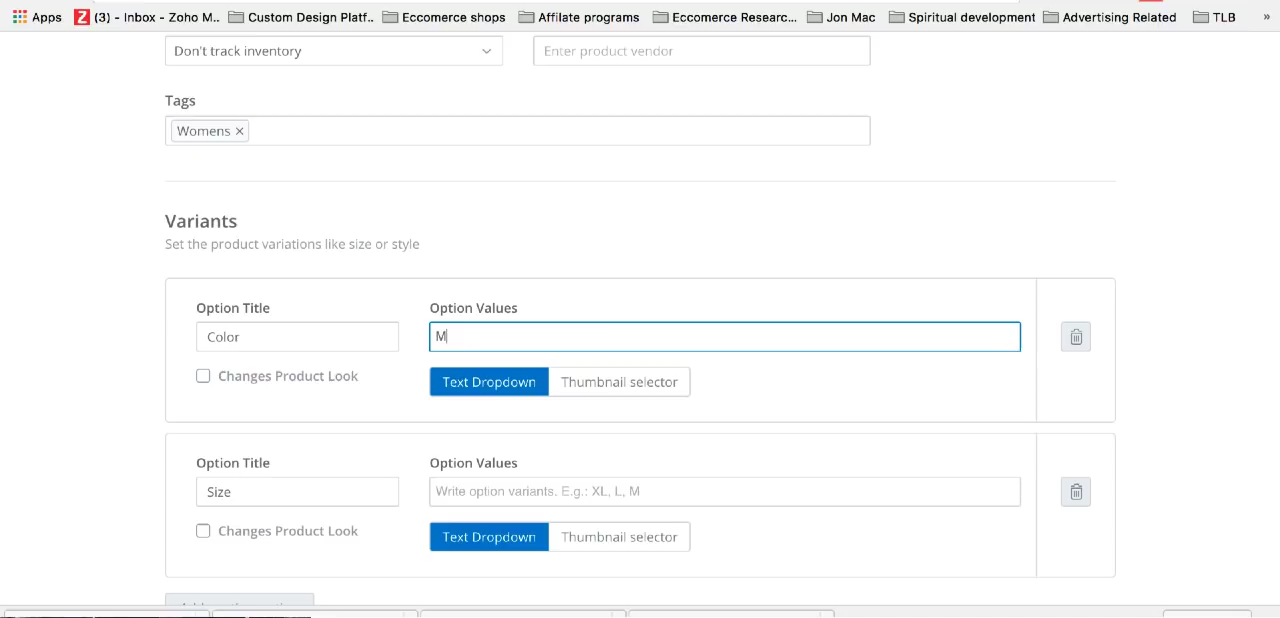 Apps Z (3) - Inbox - Zoho M.. Custom Design Platf.. Eccomerce shops Affilate programs Eccomerce Researc... Jon Mac Spiritual development Advertising Related TLB »
Don't track inventory Enter product vendor
Tags
Womens ×
Variants
Set the product variations like size or style
Option Title Option Values
Color M
Changes Product Look Text Dropdown Thumbnail selector
Option Title Option Values
Size Write option variants. E.g.: XL, L, M
Changes Product Look Text Dropdown Thumbnail selector